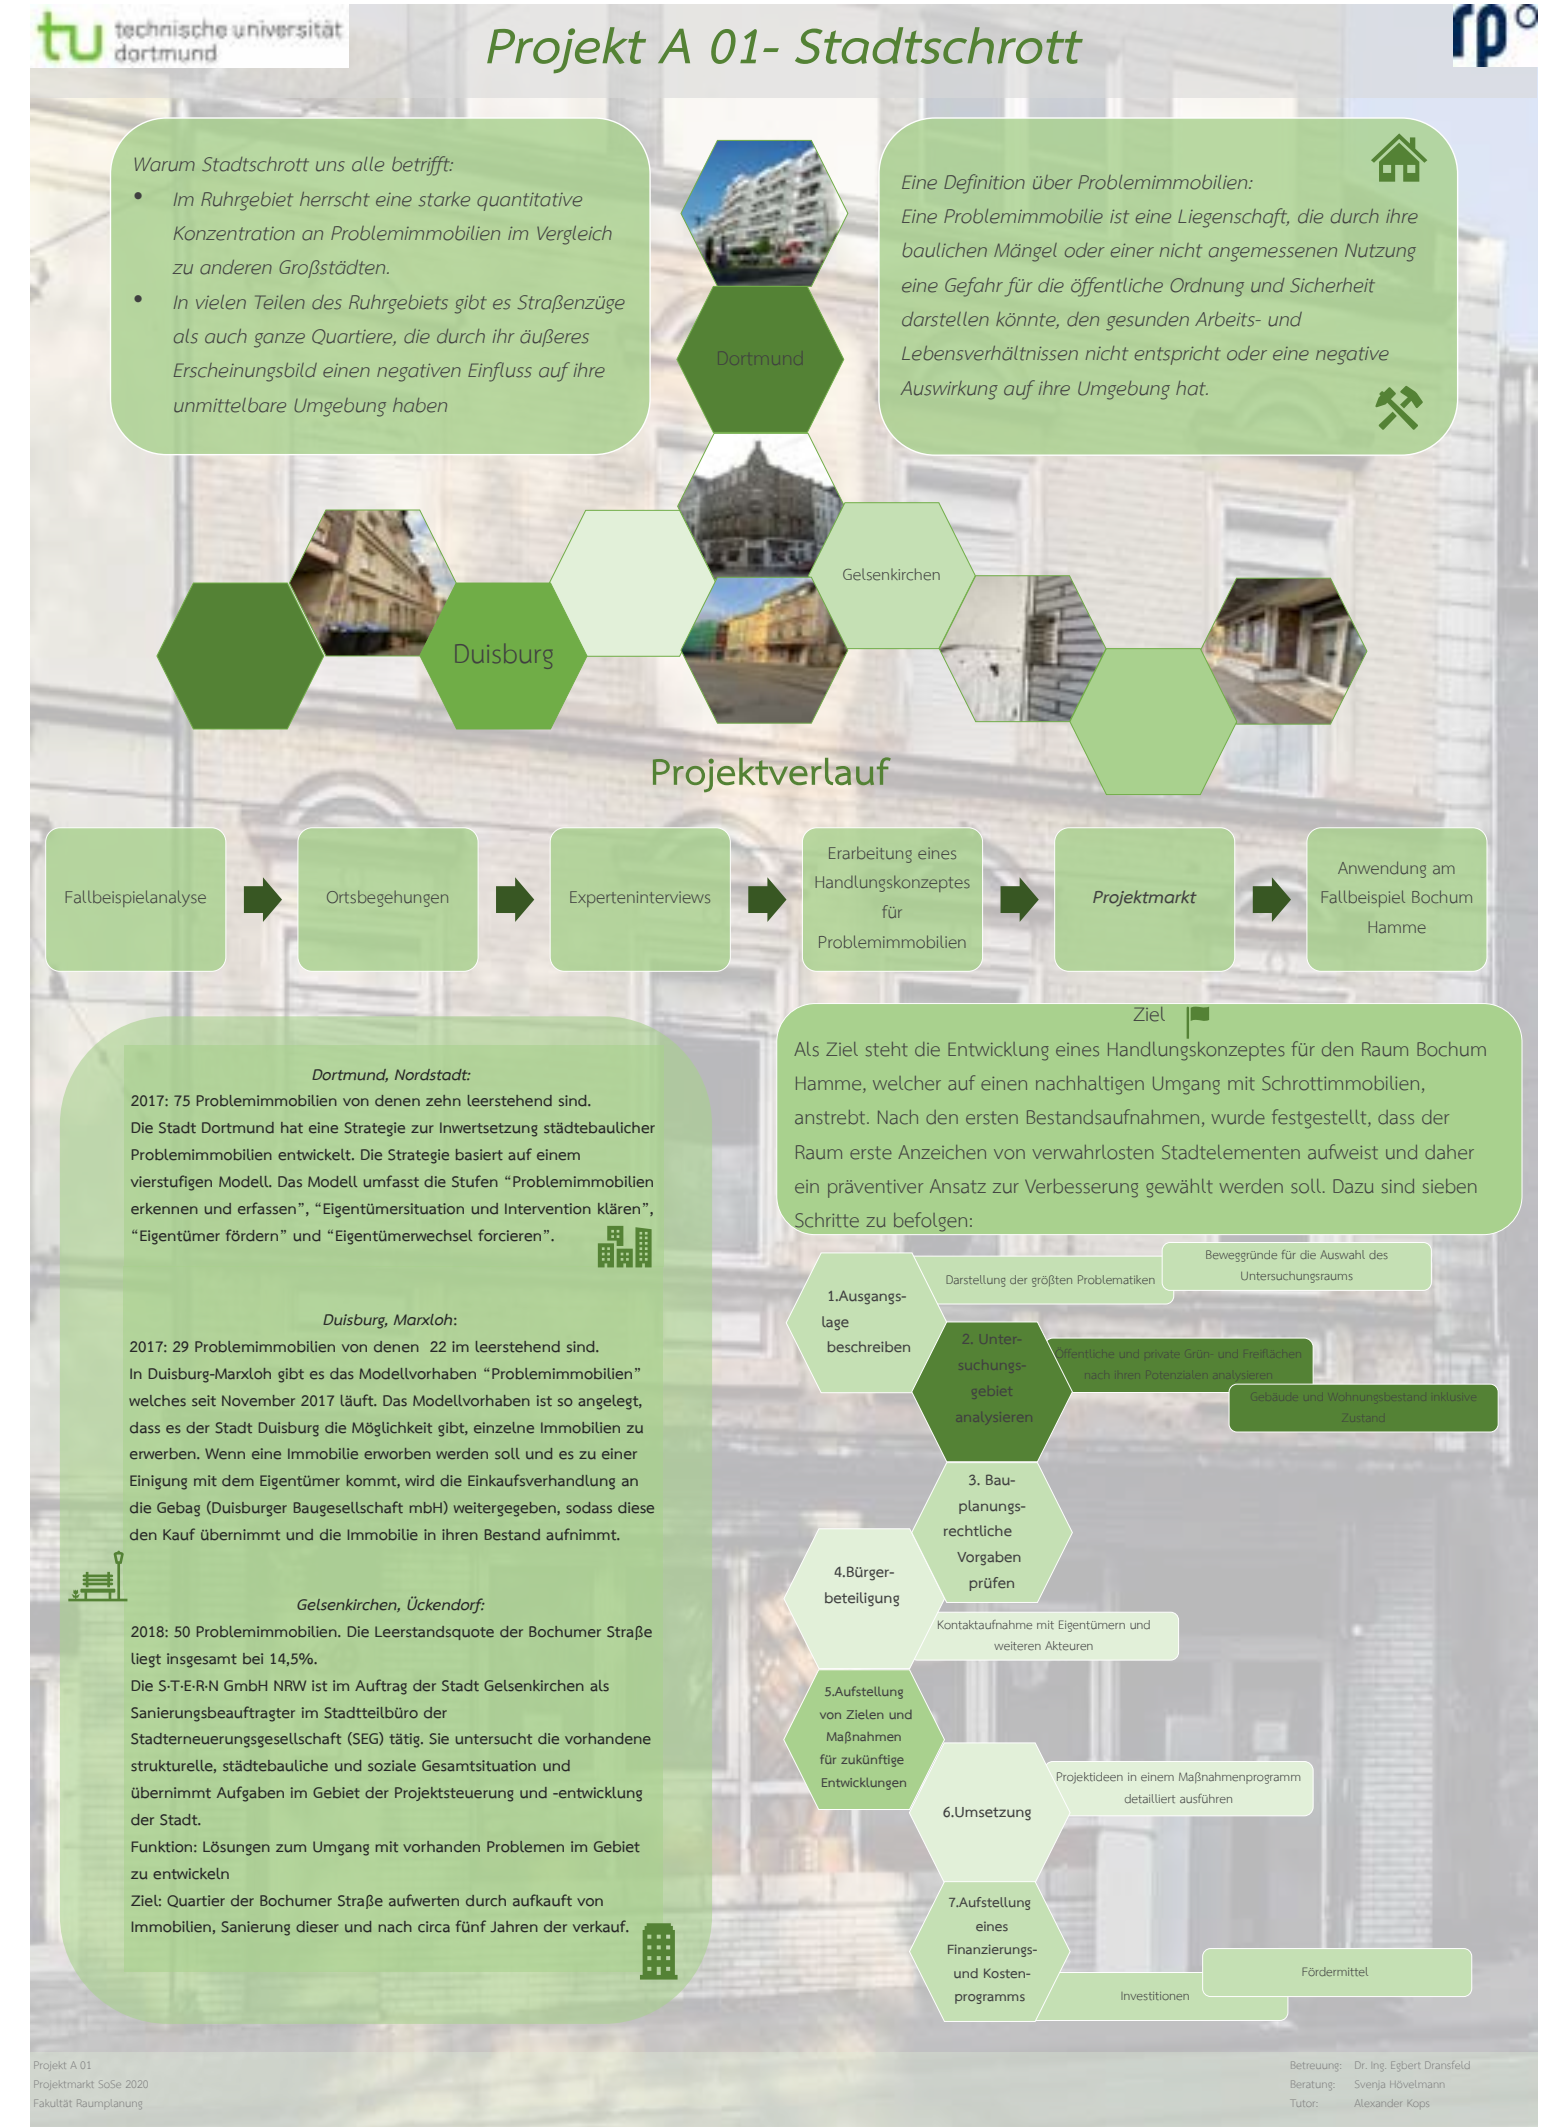 technische universität
dortmund
Projekt A 01- Stadtschrott
rp°
Warum Stadtschrott uns alle betrifft:
• Im Ruhrgebiet herrscht eine starke quantitative
Konzentration an Problemimmobilien im Vergleich
zu anderen Großstädten.
• In vielen Teilen des Ruhrgebiets gibt es Straßenzüge
als auch ganze Quartiere, die durch ihr äußeres
Erscheinungsbild einen negativen Einfluss auf ihre
unmittelbare Umgebung haben
Eine Definition über Problemimmobilien:
Eine Problemimmobilie ist eine Liegenschaft, die durch ihre
baulichen Mängel oder einer nicht angemessenen Nutzung
eine Gefahr für die öffentliche Ordnung und Sicherheit
darstellen könnte, den gesunden Arbeits- und
Lebensverhältnissen nicht entspricht oder eine negative
Auswirkung auf ihre Umgebung hat.
Dortmund
Gelsenkirchen
Duisburg
Projektverlauf
Fallbeispielanalyse
Ortsbegehungen
Experteninterviews
Erarbeitung eines
Handlungskonzeptes
für
Problemimmobilien
Projektmarkt
Anwendung am
Fallbeispiel Bochum
Hamme
Dortmund, Nordstadt:
2017: 75 Problemimmobilien von denen zehn leerstehend sind.
Die Stadt Dortmund hat eine Strategie zur Inwertsetzung städtebaulicher
Problemimmobilien entwickelt. Die Strategie basiert auf einem
vierstufigen Modell. Das Modell umfasst die Stufen “Problemimmobilien
erkennen und erfassen”, “Eigentümersituation und Intervention klären”,
“Eigentümer fördern” und “Eigentümerwechsel forcieren”.
Duisburg, Marxloh:
2017: 29 Problemimmobilien von denen 22 im leerstehend sind.
In Duisburg-Marxloh gibt es das Modellvorhaben “Problemimmobilien”
welches seit November 2017 läuft. Das Modellvorhaben ist so angelegt,
dass es der Stadt Duisburg die Möglichkeit gibt, einzelne Immobilien zu
erwerben. Wenn eine Immobilie erworben werden soll und es zu einer
Einigung mit dem Eigentümer kommt, wird die Einkaufsverhandlung an
die Gebag (Duisburger Baugesellschaft mbH) weitergegeben, sodass diese
den Kauf übernimmt und die Immobilie in ihren Bestand aufnimmt.
Gelsenkirchen, Ückendorf:
2018: 50 Problemimmobilien. Die Leerstandsquote der Bochumer Straße
liegt insgesamt bei 14,5%.
Die S·T·E·R·N GmbH NRW ist im Auftrag der Stadt Gelsenkirchen als
Sanierungsbeauftragter im Stadtteilbüro der
Stadterneuerungsgesellschaft (SEG) tätig. Sie untersucht die vorhandene
strukturelle, städtebauliche und soziale Gesamtsituation und
übernimmt Aufgaben im Gebiet der Projektsteuerung und -entwicklung
der Stadt.
Funktion: Lösungen zum Umgang mit vorhanden Problemen im Gebiet
zu entwickeln
Ziel: Quartier der Bochumer Straße aufwerten durch aufkauft von
Immobilien, Sanierung dieser und nach circa fünf Jahren der verkauf.
Ziel
Als Ziel steht die Entwicklung eines Handlungskonzeptes für den Raum Bochum
Hamme, welcher auf einen nachhaltigen Umgang mit Schrottimmobilien,
anstrebt. Nach den ersten Bestandsaufnahmen, wurde festgestellt, dass der
Raum erste Anzeichen von verwahrlosten Stadtelementen aufweist und daher
ein präventiver Ansatz zur Verbesserung gewählt werden soll. Dazu sind sieben
Schritte zu befolgen:
1.Ausgangs-
lage
beschreiben
Darstellung der größten Problematiken
Beweggründe für die Auswahl des
Untersuchungsraums
2. Unter-
suchungs-
gebiet
analysieren
Öffentliche und private Grün- und Freiflächen
nach ihren Potenzialen analysieren
Gebäude und Wohnungsbestand inklusive
Zustand
3. Bau-
planungs-
rechtliche
Vorgaben
prüfen
4.Bürger-
beteiligung
Kontaktaufnahme mit Eigentümern und
weiteren Akteuren
5.Aufstellung
von Zielen und
Maßnahmen
für zukünftige
Entwicklungen
6.Umsetzung
Projektideen in einem Maßnahmenprogramm
detailliert ausführen
7.Aufstellung
eines
Finanzierungs-
und Kosten-
programms
Investitionen
Fördermittel
Projekt A 01
Projektmarkt SoSe 2020
Fakultät Raumplanung
Betreuung: Dr. Ing. Egbert Dransfeld
Beratung: Svenja Hövelmann
Tutor: Alexander Kops